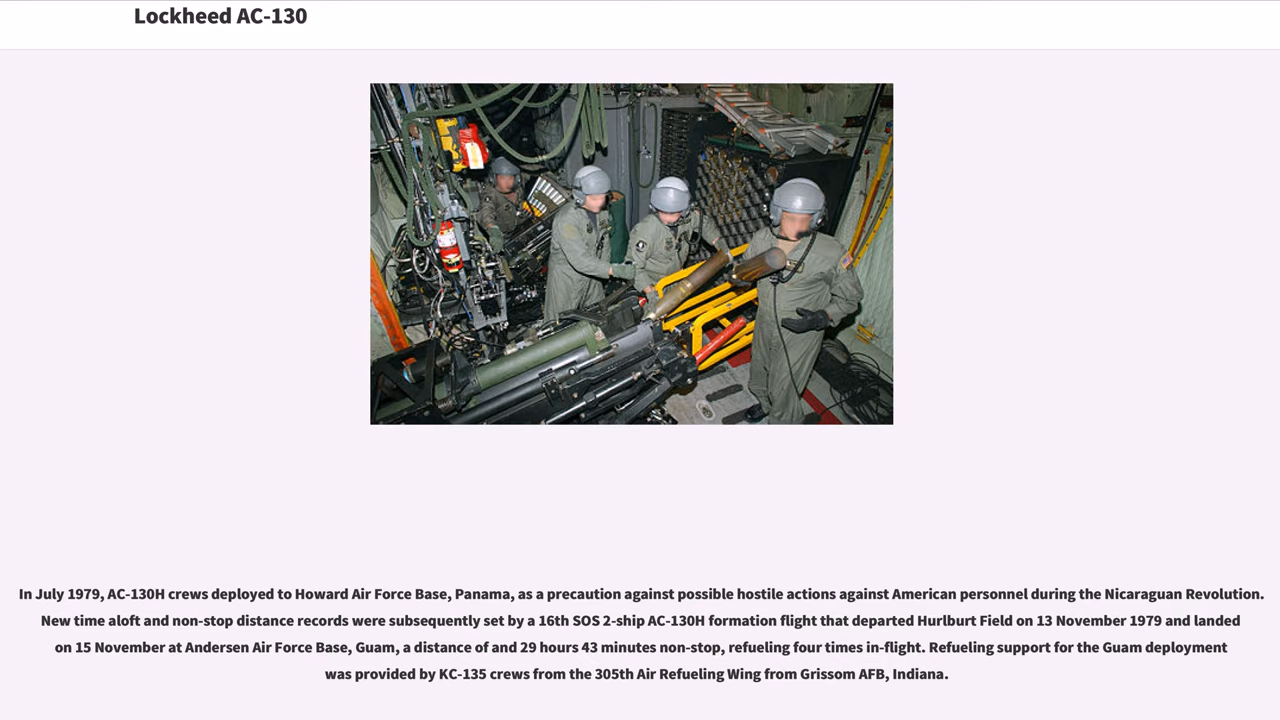 Lockheed AC-130
In July 1979, AC-130H crews deployed to Howard Air Force Base, Panama, as a precaution against possible hostile actions against American personnel during the Nicaraguan Revolution.
New time aloft and non-stop distance records were subsequently set by a 16th SOS 2-ship AC-130H formation flight that departed Hurlburt Field on 13 November 1979 and landed
on 15 November at Andersen Air Force Base, Guam, a distance of and 29 hours 43 minutes non-stop, refueling four times in-flight. Refueling support for the Guam deployment
was provided by KC-135 crews from the 305th Air Refueling Wing from Grissom AFB, Indiana.